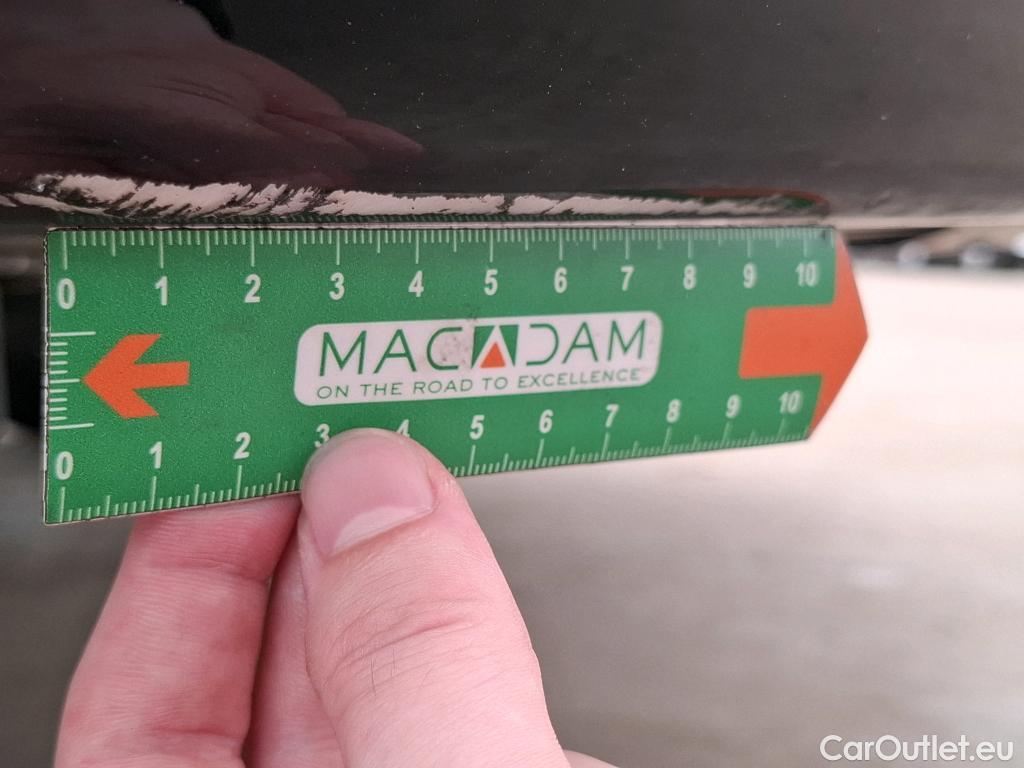 0 1 2 3 4 5 6 7 8 9 10
MACADAM
ON THE ROAD TO EXCELLENCE
0 1 2 3 4 5 6 7 8 9 10
CarOutlet.eu